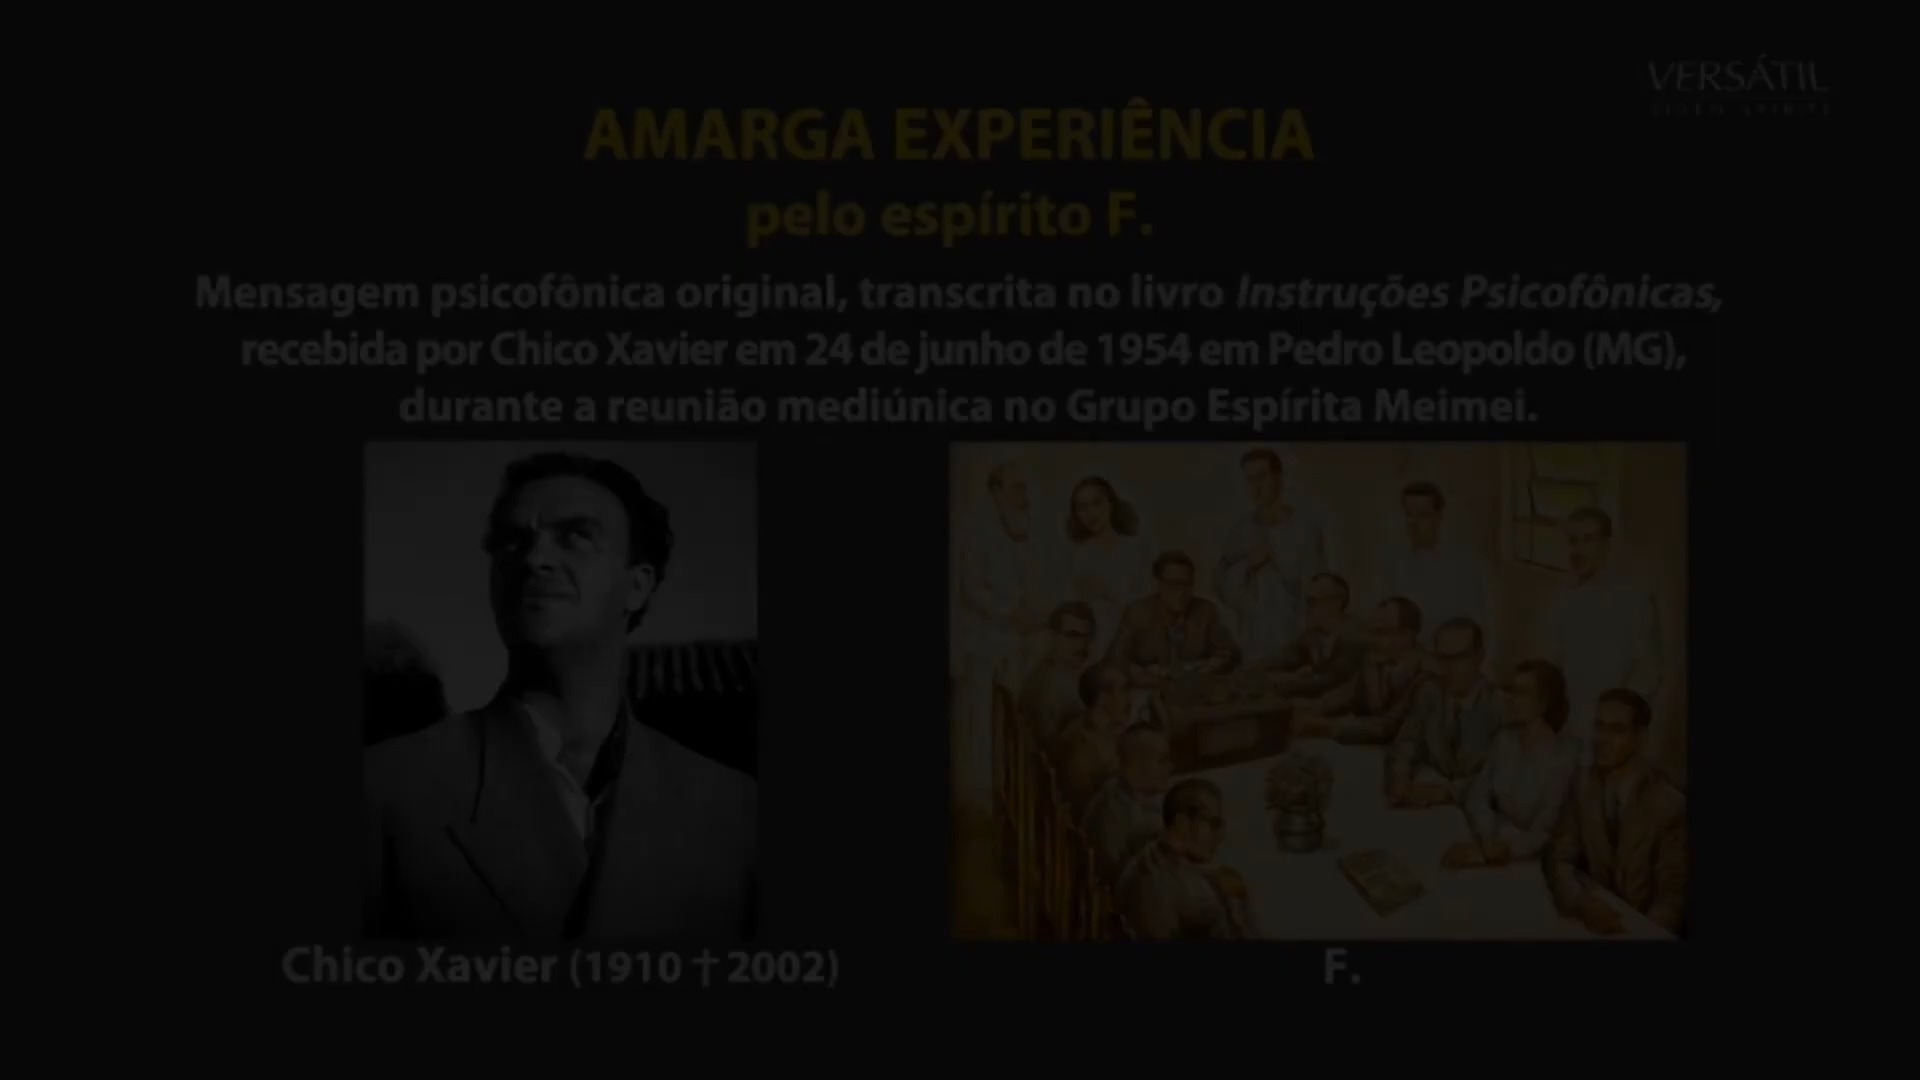 VERSÁTIL
AMARGA EXPERIÊNCIA
pelo espírito F.
Mensagem psicofônica original, transcrita no livro Instruções Psicofônicas,
recebida por Chico Xavier em 24 de junho de 1954 em Pedro Leopoldo (MG),
durante a reunião mediúnica no Grupo Espírita Meimei.
Chico Xavier (1910 † 2002)
F.